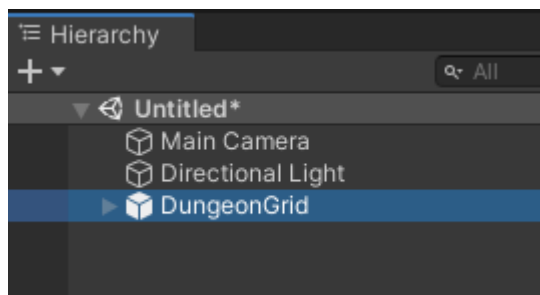 Hierarchy
All
Untitled*
Main Camera
Directional Light
DungeonGrid